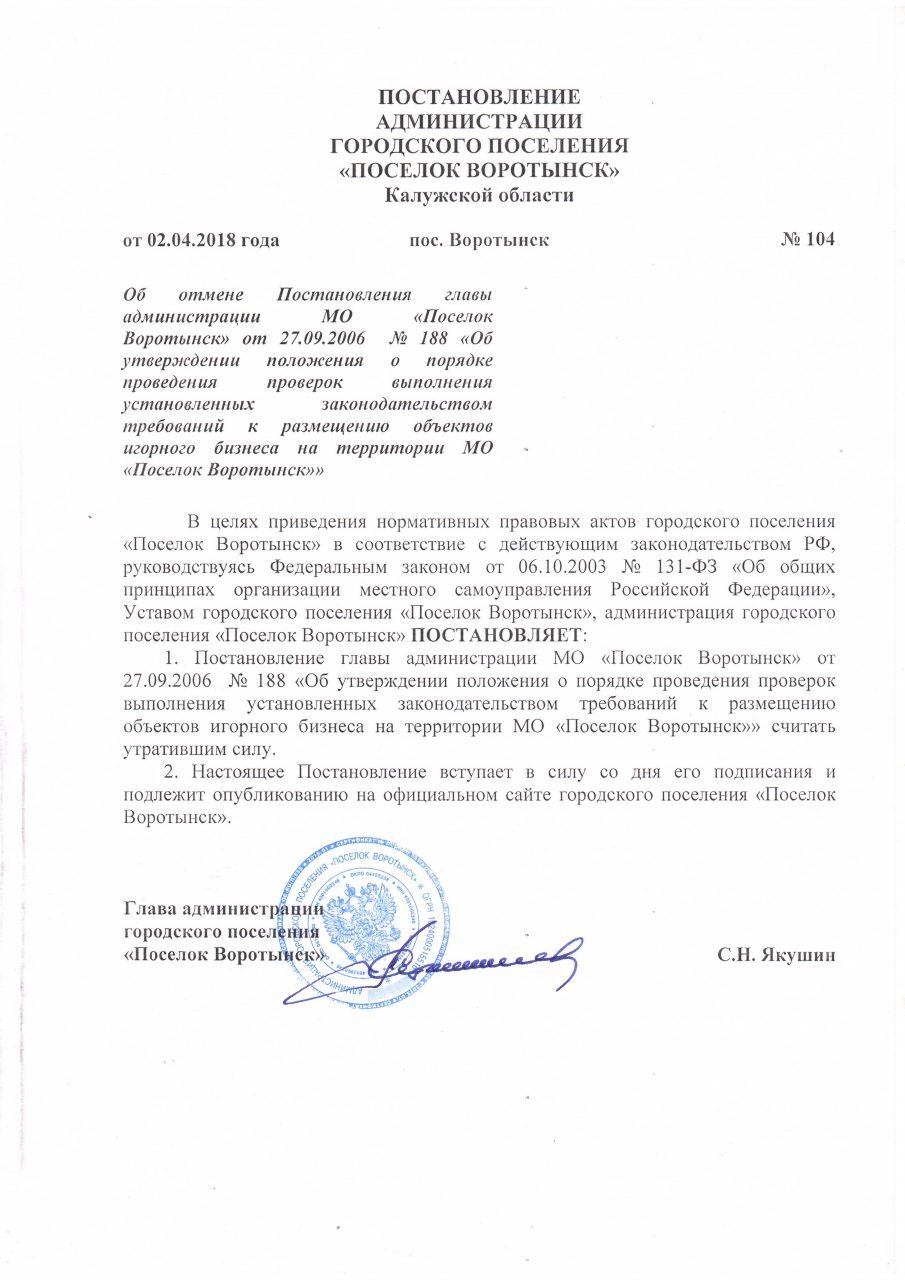 ПОСТАНОВЛЕНИЕ
АДМИНИСТРАЦИИ
ГОРОДСКОГО ПОСЕЛЕНИЯ
«ПОСЕЛОК ВОРОТЫНСК»
Калужской области
от 02.04.2018 года пос. Воротынск № 104
Об отмене Постановления главы
администрации МО «Поселок
Воротынск» от 27.09.2006 № 188 «Об
утверждении положения о порядке
проведения проверок выполнения
установленных законодательством
требований к размещению объектов
игорного бизнеса на территории МО
«Поселок Воротынск»»
В целях приведения нормативных правовых актов городского поселения
«Поселок Воротынск» в соответствие с действующим законодательством РФ,
руководствуясь Федеральным законом от 06.10.2003 № 131-ФЗ «Об общих
принципах организации местного самоуправления Российской Федерации»,
Уставом городского поселения «Поселок Воротынск», администрация городского
поселения «Поселок Воротынск» ПОСТАНОВЛЯЕТ:
1. Постановление главы администрации МО «Поселок Воротынск» от
27.09.2006 № 188 «Об утверждении положения о порядке проведения проверок
выполнения установленных законодательством требований к размещению
объектов игорного бизнеса на территории МО «Поселок Воротынск»» считать
утратившим силу.
2. Настоящее Постановление вступает в силу со дня его подписания и
подлежит опубликованию на официальном сайте городского поселения «Поселок
Воротынск».
Глава администрации
городского поселения
«Поселок Воротынск» С.Н. Якушин
АДМИНИСТРАЦИЯ ГОРОДСКОГО ПОСЕЛЕНИЯ «ПОСЕЛОК ВОРОТЫНСК» * ОГРН